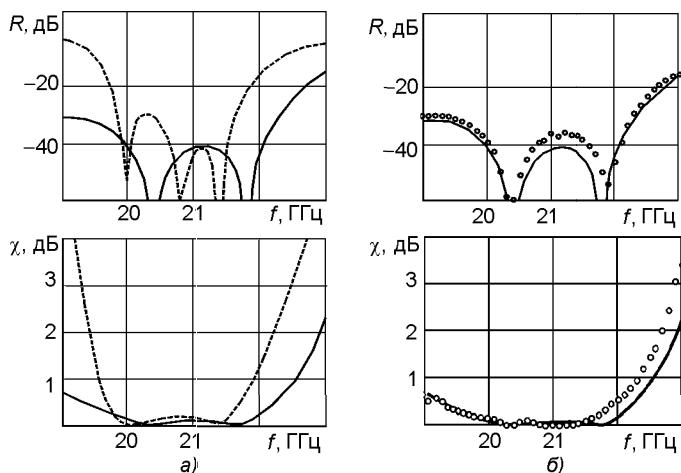 R, дБ
–20
–40
20
21
f, ГГц
χ, дБ
3
2
1
20
21
f, ГГц
а)
R, дБ
–20
–40
20
21
f, ГГц
χ, дБ
3
2
1
20
21
f, ГГц
б)